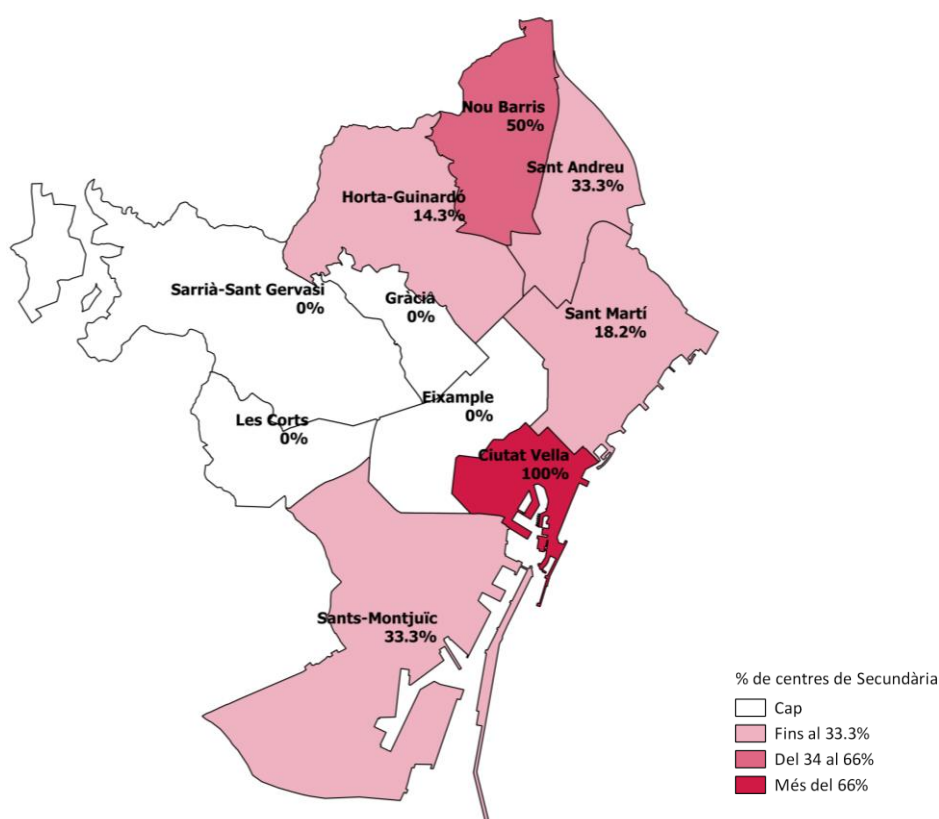 Nou Barris
50%
Sant Andreu
33.3%
Horta-Guinardó
14.3%
Sarrià-Sant Gervasi
0%
Gràcia
0%
Sant Martí
18.2%
Eixample
0%
Les Corts
0%
Ciutat Vella
100%
Sants-Montjuïc
33.3%
% de centres de Secundària
Cap
Fins al 33.3%
Del 34 al 66%
Més del 66%